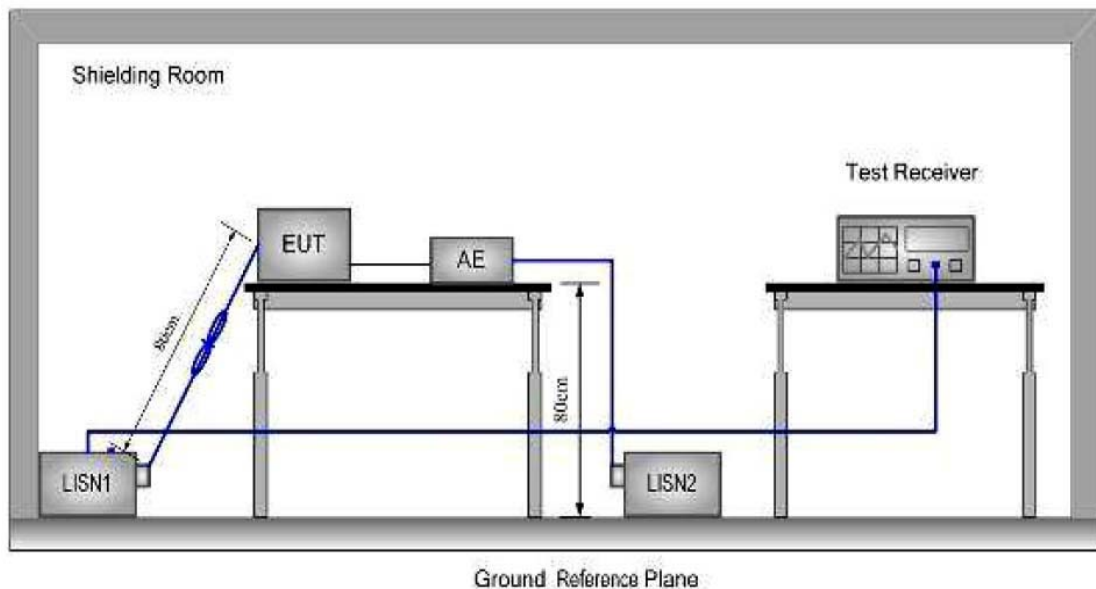 Shielding Room
Test Receiver
EUT
AE
80cm
80cm
LISN1
LISN2
Ground Reference Plane